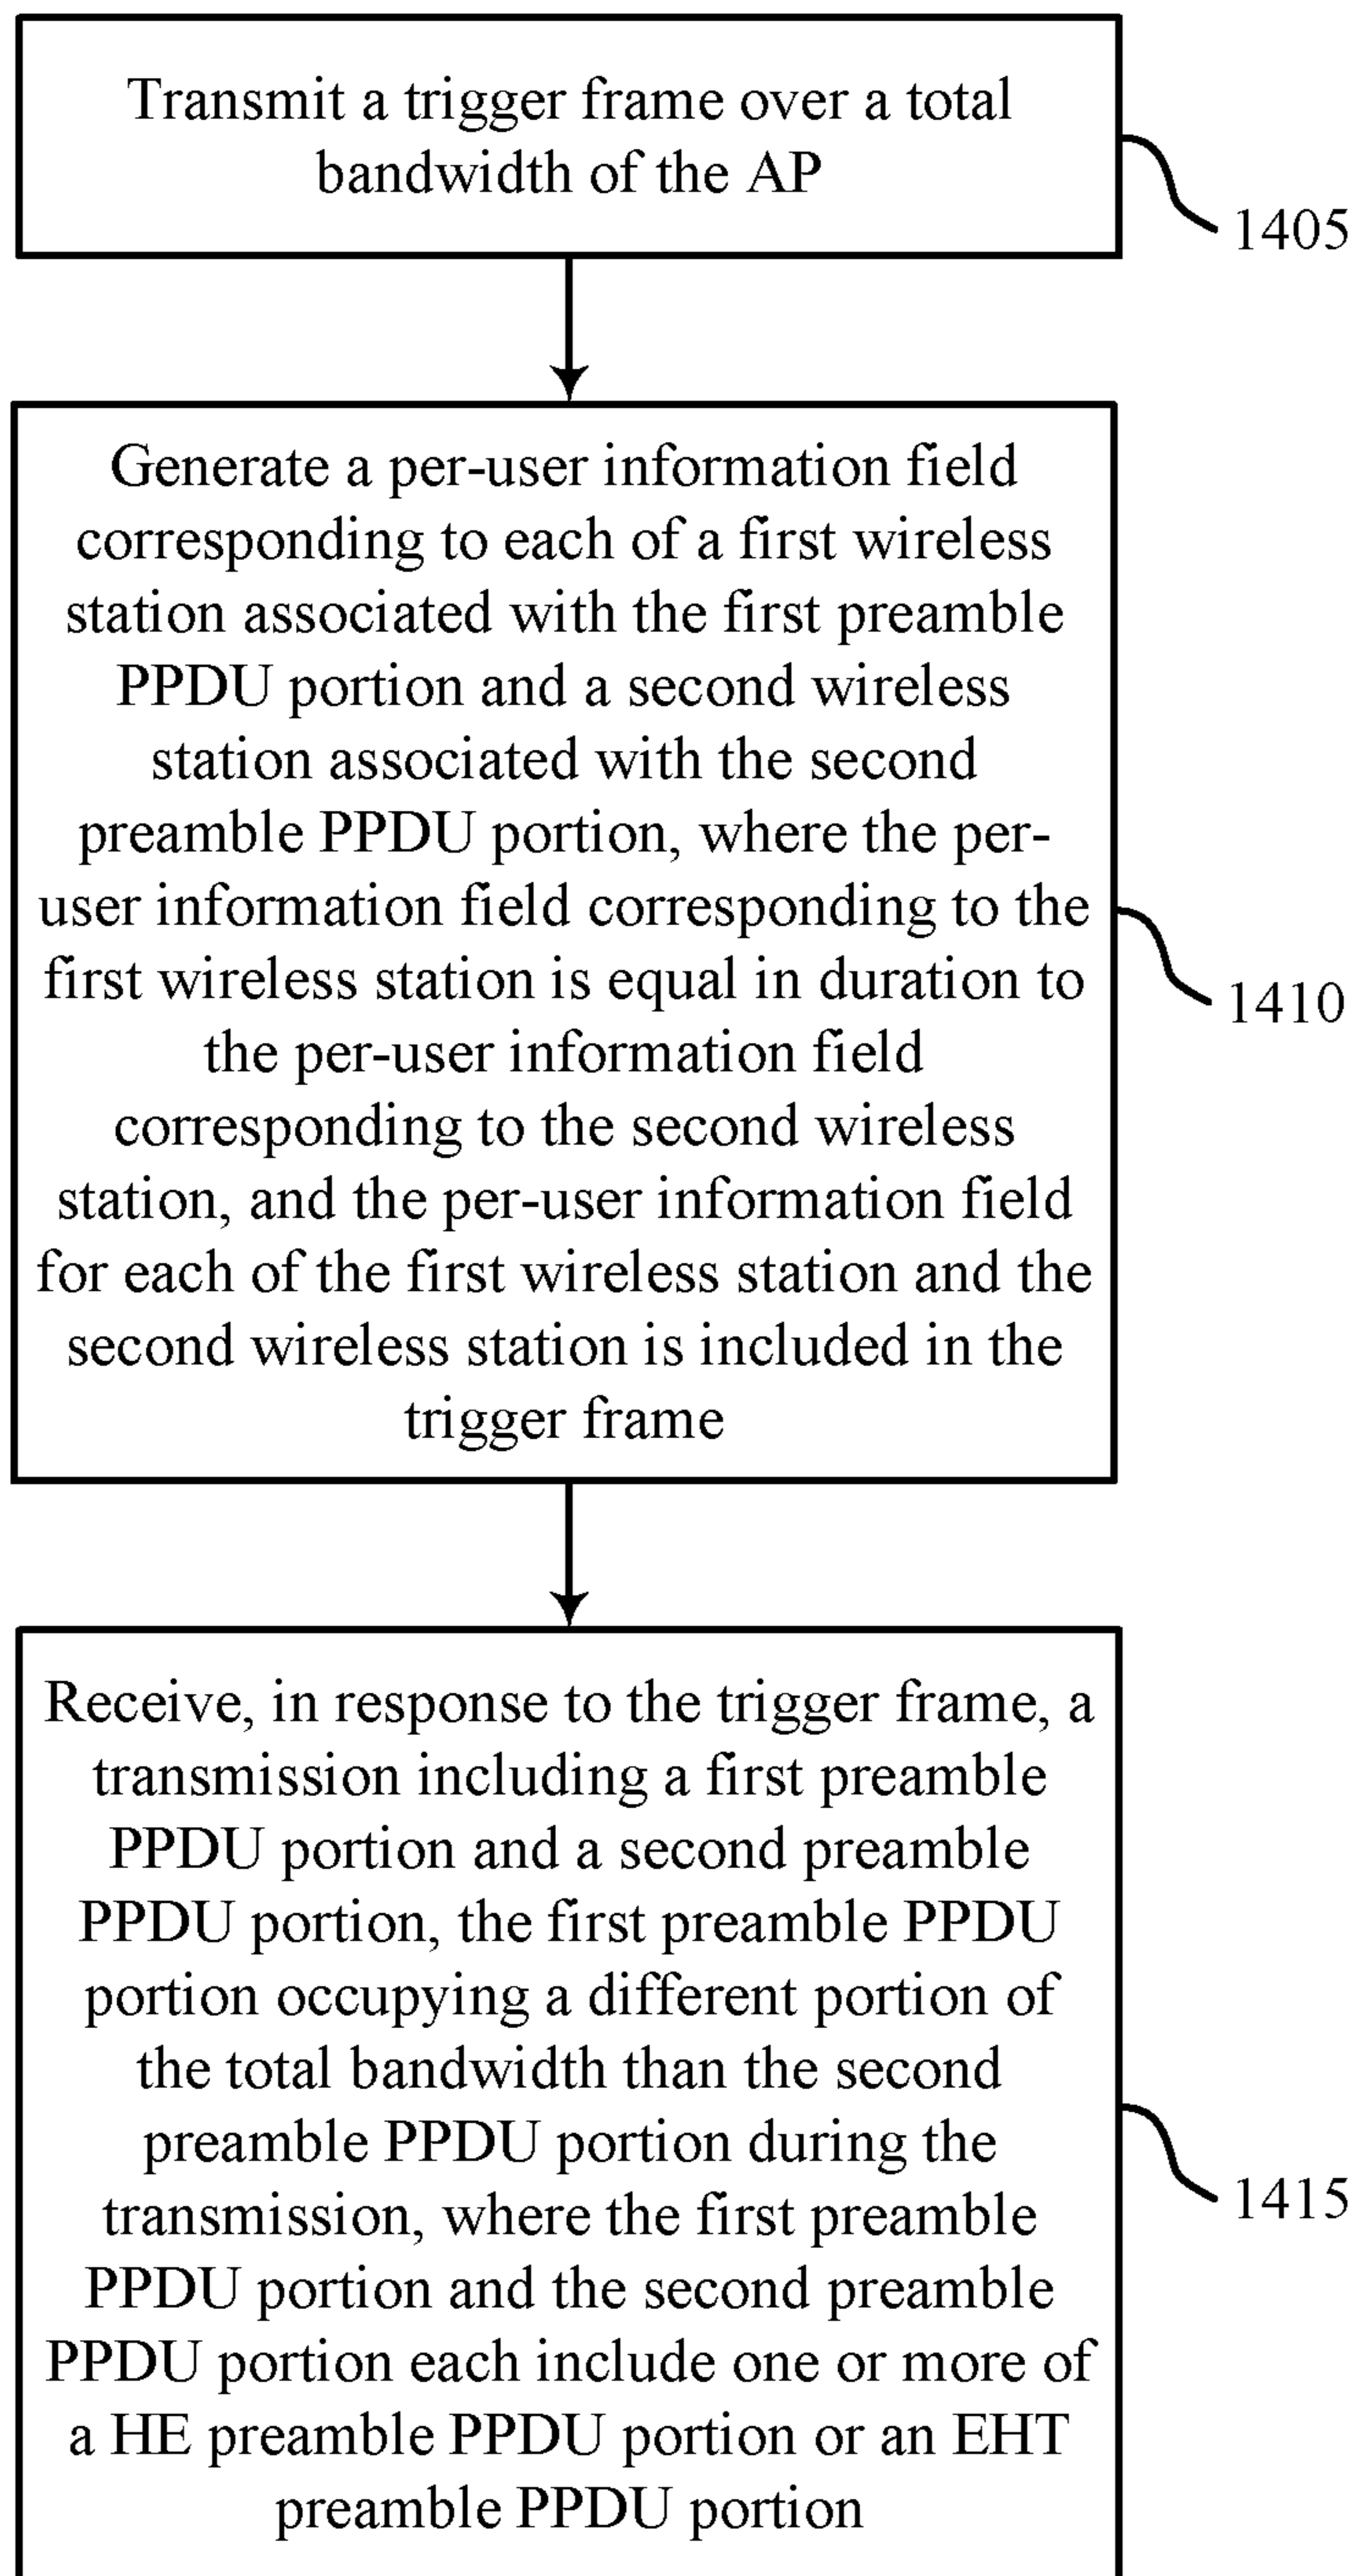 Transmit a trigger frame over a total
bandwidth of the AP
1405
Generate a per-user information field
corresponding to each of a first wireless
station associated with the first preamble
PPDU portion and a second wireless
station associated with the second
preamble PPDU portion, where the per-
user information field corresponding to the
first wireless station is equal in duration to
the per-user information field
corresponding to the second wireless
station, and the per-user information field
for each of the first wireless station and the
second wireless station is included in the
trigger frame
1410
Receive, in response to the trigger frame, a
transmission including a first preamble
PPDU portion and a second preamble
PPDU portion, the first preamble PPDU
portion occupying a different portion of
the total bandwidth than the second
preamble PPDU portion during the
transmission, where the first preamble
PPDU portion and the second preamble
PPDU portion each include one or more of
a HE preamble PPDU portion or an EHT
preamble PPDU portion
1415